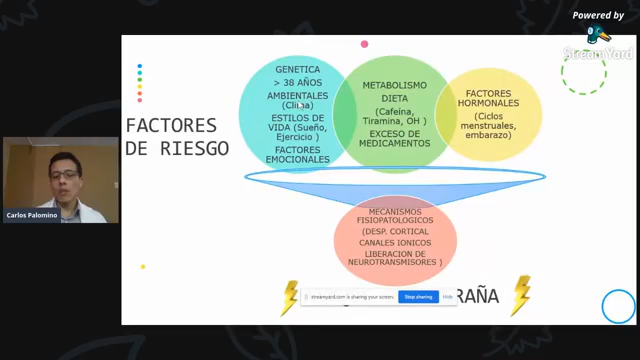 Powered by
StreamYard
FACTORES
DE RIESGO
GENETICA
> 38 AÑOS
AMBIENTALES
(Clima)
ESTILOS DE
VIDA (Sueño,
Ejercicio )
FACTORES
EMOCIONALES
METABOLISMO
DIETA
(Cafeina,
Tiramina, OH )
EXCESO DE
MEDICAMENTOS
FACTORES
HORMONALES
(Ciclos
menstruales,
embarazo)
MECANISMOS
FISIOPATOLOGICOS
(DESP. CORTICAL
CANALES IONICOS
LIBERACION DE
NEUROTRANSMISORES )
RAÑA
streamyard.com is sharing your screen.
Stop sharing
Hide
Carlos Palomino